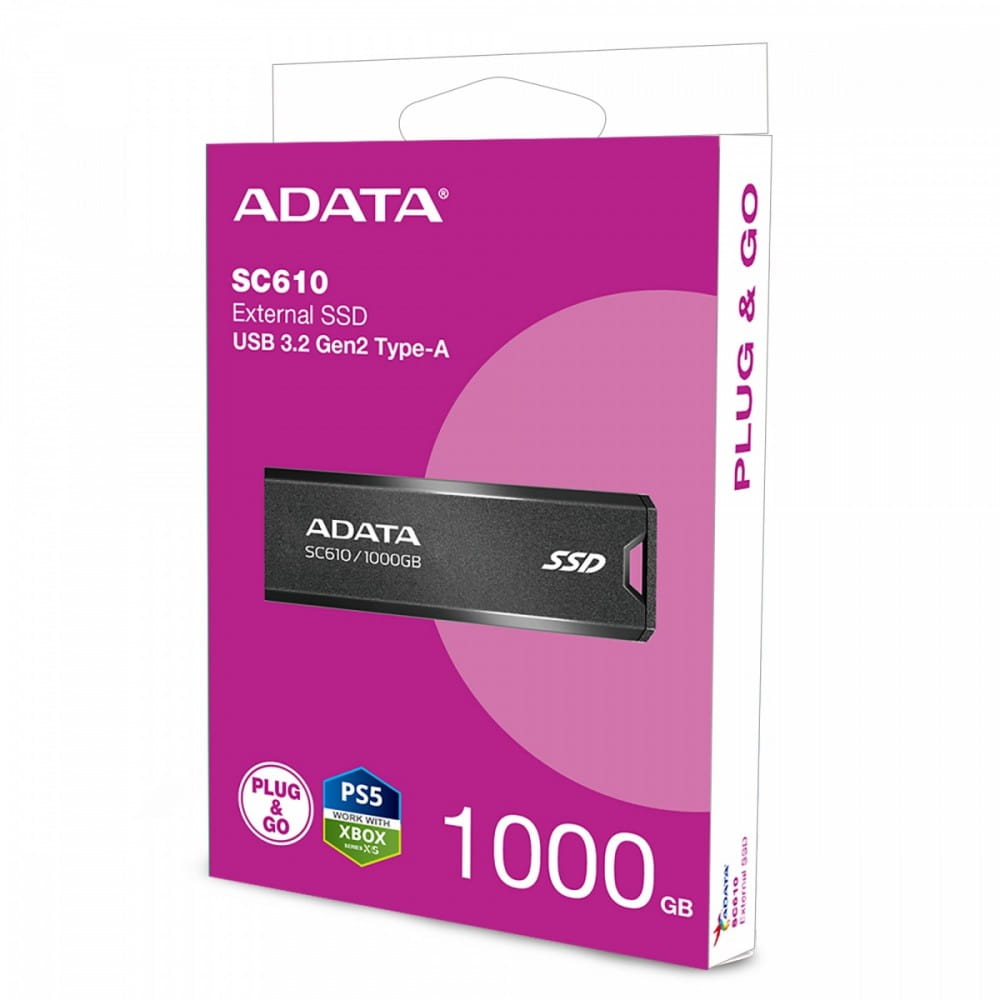 ADATA®
SC610
External SSD
USB 3.2 Gen2 Type-A
ADATA
SC610/1000GB
SSD
PLUG
&
GO
PS5
WORK WITH
XBOX
SERIES X|S
1000 GB
PLUG & GO
ADATA
SC610
External SSD